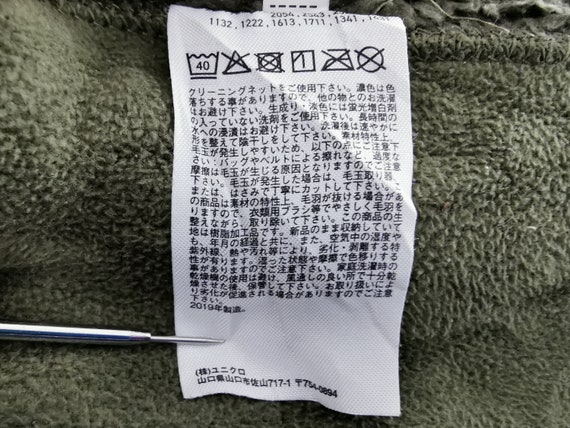 2054, 2543,
1132, 1222, 1613, 1711, 1341,
40
クリーニングネットをご使用下さい。濃色は色
落ちする事がありますので、他の物とのお洗濯
はお避け下さい。生成り・淡色には蛍光増白剤
の入っていない洗剤をご使用下さい。長時間の
水への浸漬はお避け下さい。洗濯後は速やかに
形を整えて陰干しをして下さい。素材特性上、
毛玉が発生しやすいため、以下の点にご注意下
さい:バッグやベルトによる擦れなど、過度な
摩擦は毛玉が生じる原因となりますのでご注意
下さい。毛玉が発生した場合は、毛玉取り器、
または、はさみで丁寧にカットして下さい。こ
の商品は素材の特性上、毛羽が抜ける場合があ
りますので、衣類用ブラシ等でやさしく毛羽を
整えながら、取り除いて下さい。この商品の生
地は樹脂加工品です。新品のまま収納していて
も、年月の経過と共に、また、空気中の湿度や
紫外線、熱や汚れ等により、劣化・剥離する特
性が有ります。湿った状態や摩擦で色移りする
事がありますのでご注意下さい。家庭洗濯時の
乾燥機の使用は避け、風通しの良い所で十分乾
燥させた後、保管して下さい。お取り扱いによ
り劣化が促進される場合がありますのでご注意
下さい。
2019年製造。
(株)ユニクロ
山口県山口市佐山717-1 〒754-0894